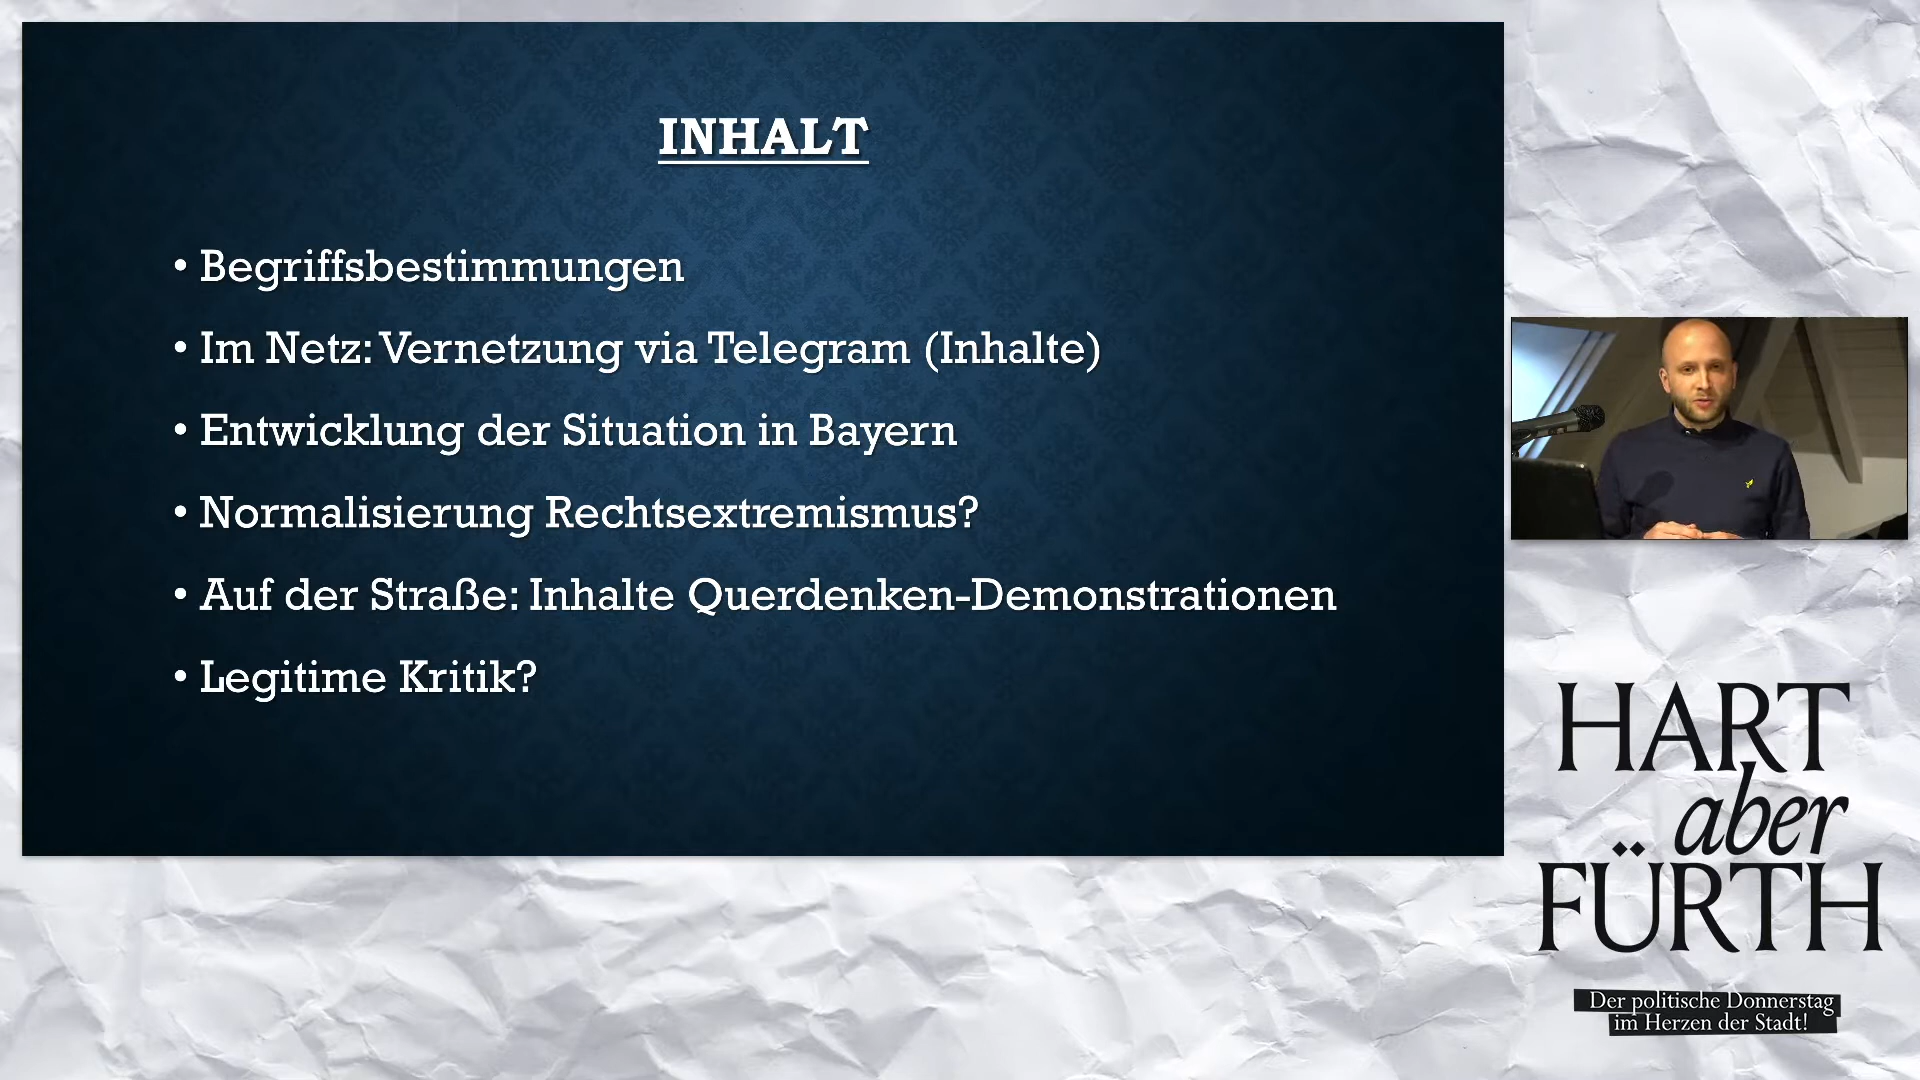 INHALT
• Begriffsbestimmungen
• Im Netz: Vernetzung via Telegram (Inhalte)
• Entwicklung der Situation in Bayern
• Normalisierung Rechtsextremismus?
• Auf der Straße: Inhalte Querdenken-Demonstrationen
• Legitime Kritik?
HART
aber
FÜRTH
Der politische Donnerstag
im Herzen der Stadt!